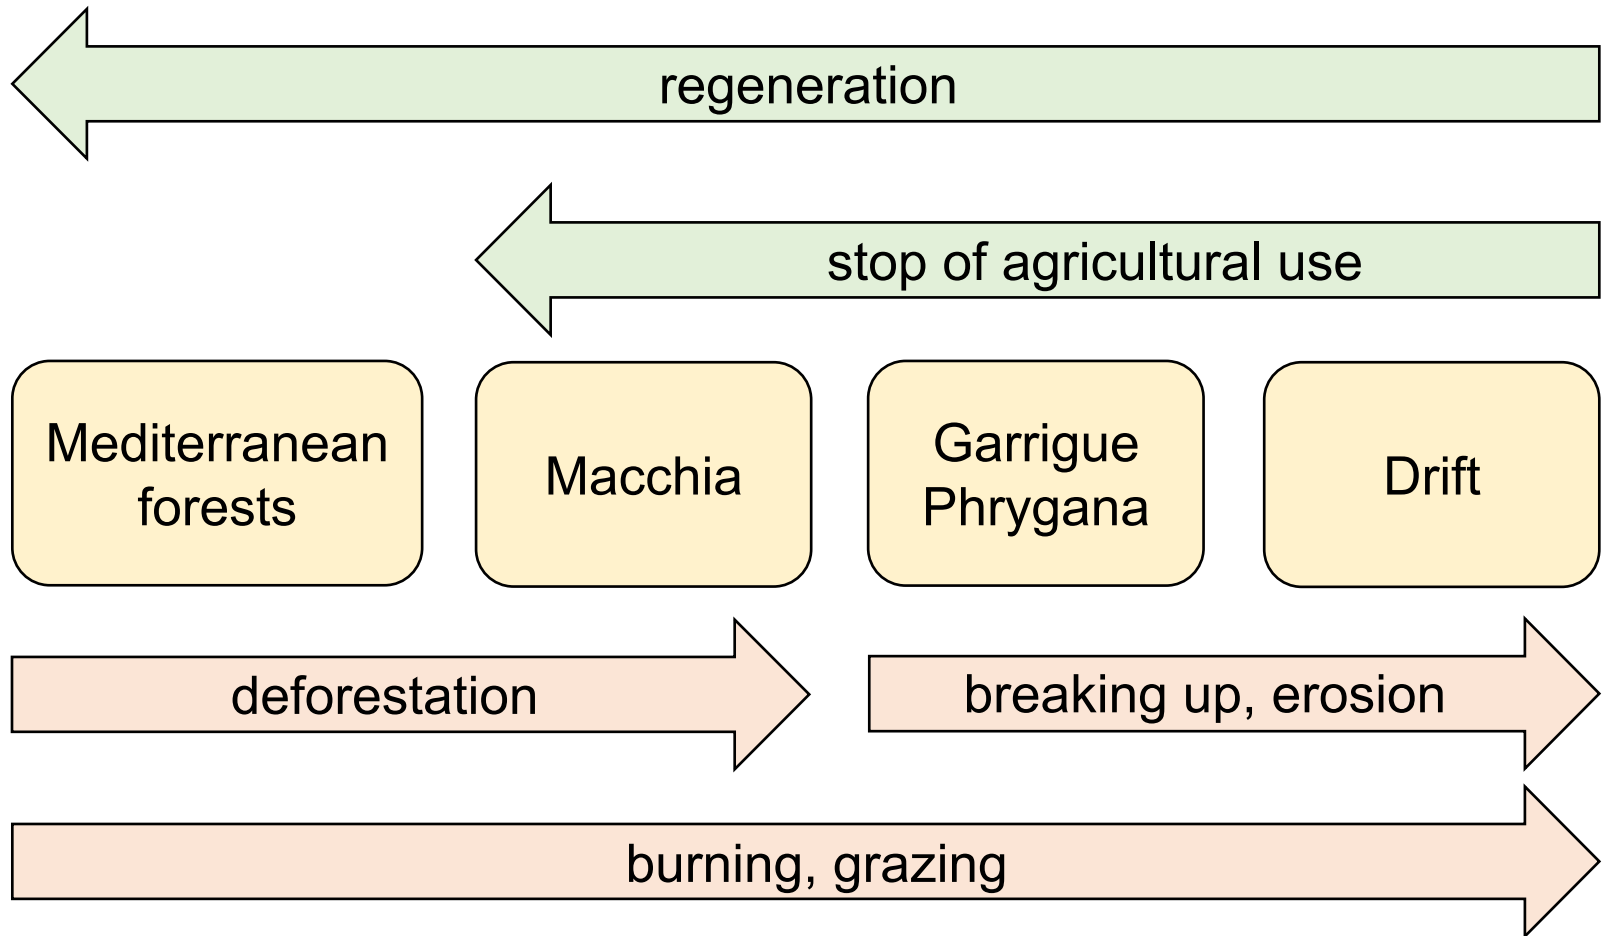 regeneration
stop of agricultural use
Mediterranean
forests
Macchia
Garrigue
Phrygana
Drift
deforestation
breaking up, erosion
burning, grazing